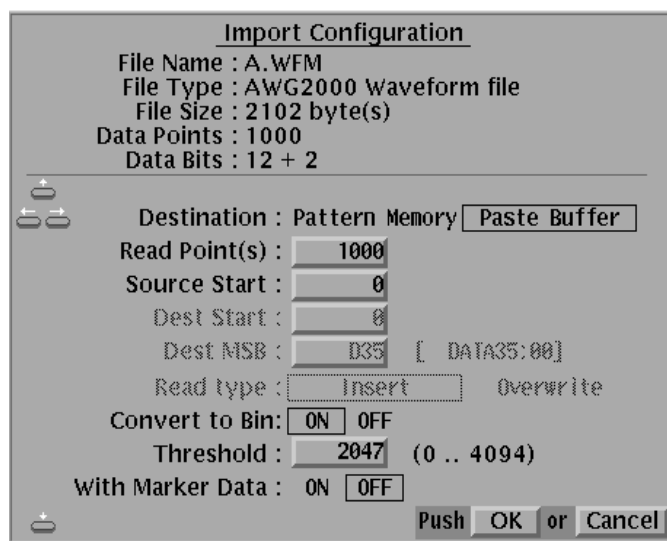 Import Configuration
File Name : A.WFM
File Type : AWG2000 Waveform file
File Size : 2102 byte(s)
Data Points : 1000
Data Bits : 12 + 2
Destination : Pattern Memory Paste Buffer
Read Point(s) : 1000
Source Start : 0
Dest Start : 0
Dest MSB : D35 [ DATA35:00]
Read type : Insert Overwrite
Convert to Bin: ON OFF
Threshold : 2047 (0 .. 4094)
With Marker Data : ON OFF
Push OK or Cancel